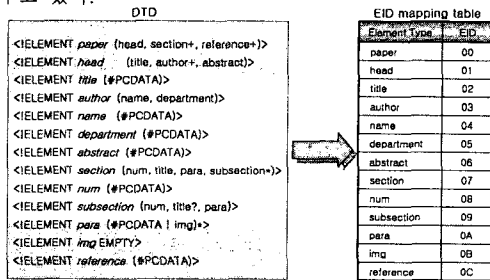 DTD
<!ELEMENT paper (head, section+, reference+)>
<!ELEMENT head (title, author+, abstract)>
<!ELEMENT title (#PCDATA)>
<!ELEMENT author (name, department)>
<!ELEMENT name (#PCDATA)>
<!ELEMENT department (#PCDATA)>
<!ELEMENT abstract (#PCDATA)>
<!ELEMENT section (num, title, para, subsection*)>
<!ELEMENT num (#PCDATA)>
<!ELEMENT subsection (num, title?, para)>
<!ELEMENT para (#PCDATA | img)*>
<!ELEMENT img EMPTY>
<!ELEMENT reference (#PCDATA)>
EID mapping table
Element Type EID
paper 00
head 01
title 02
author 03
name 04
department 05
abstract 06
section 07
num 08
subsection 09
para 0A
img 0B
reference 0C